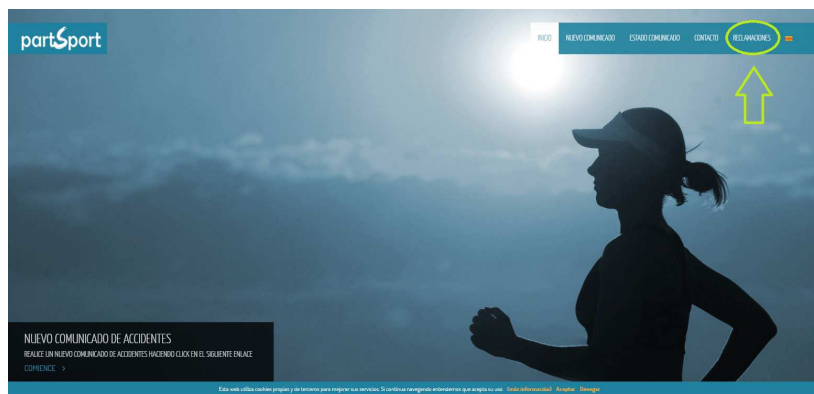 partSport
INICIO NUEVO COMUNICADO ESTADO COMUNICADO CONTACTO RECLAMACIONES
NUEVO COMUNICADO DE ACCIDENTES
REALICE UN NUEVO COMUNICADO DE ACCIDENTES HACIENDO CLICK EN EL SIGUIENTE ENLACE
COMIENCE >
Esta web utiliza cookies propias y de terceros para mejorar sus servicios. Si continua navegando entendemos que acepta su uso. (más información) Aceptar Denegar